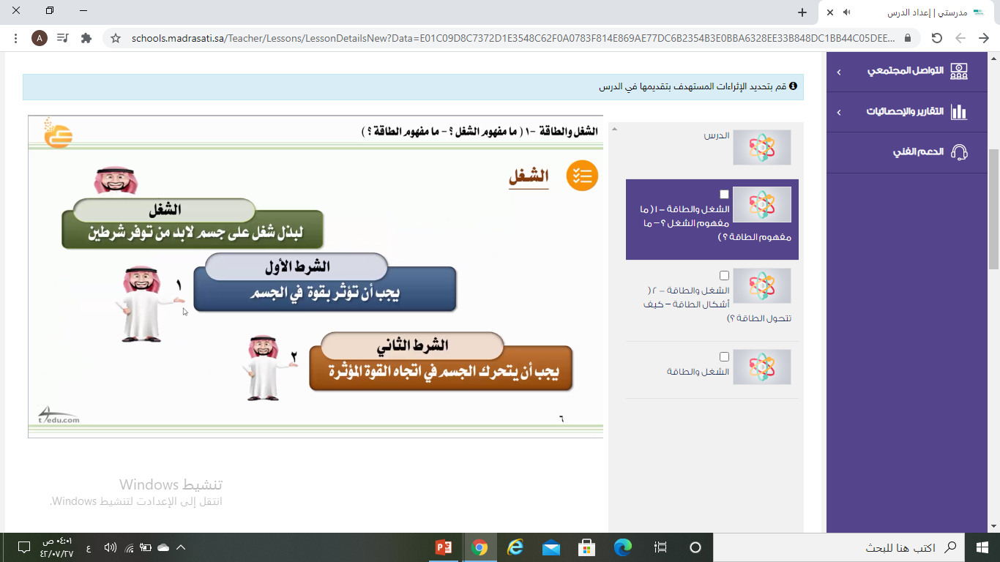 مدرستي | إعداد الدرس
A
schools.madrasati.sa/Teacher/Lessons/LessonDetailsNew?Data=E01C09D8C7372D1E3548C62F0A0783F814E869AE77DC6B2354B3E0BBA6328EE33B848DC1BB44C05DEE...
التواصل المجتمعي
التقارير والإحصائيات
الدعم الفني
قم بتحديد الإثراءات المستهدف بتقديمها في الدرس
الدرس
الشغل والطاقة – ١ ( ما
مفهوم الشغل ؟ – ما
مفهوم الطاقة ؟ )
الشغل والطاقة – ٢ (
أشكال الطاقة – كيف
تتحول الطاقة ؟)
الشغل والطاقة
الشغل والطاقة -١ ( ما مفهوم الشغل ؟ - ما مفهوم الطاقة ؟ )
الشغل
الشغل
لبذل شغل على جسم لابد من توفر شرطين
الشرط الأول
١
يجب أن تؤثر بقوة في الجسم
الشرط الثاني
٢
يجب أن يتحرك الجسم في اتجاه القوة المؤثرة
t4edu.com
٦
تنشيط Windows
انتقل إلى الإعدادت لتنشيط Windows.
اكتب هنا للبحث
ع
٠٤:٠١ ص
٤٢/٠٧/٢٧